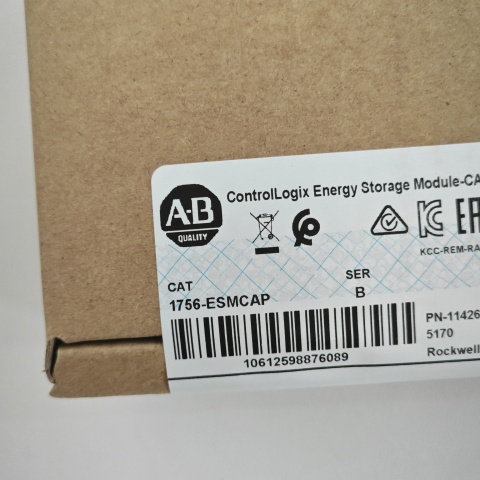 A-B
QUALITY
ControlLogix Energy Storage Module-CA
KCC-REM-RA
CAT
SER
1756-ESMCAP
B
PN-11426
5170
10612598876089
Rockwell